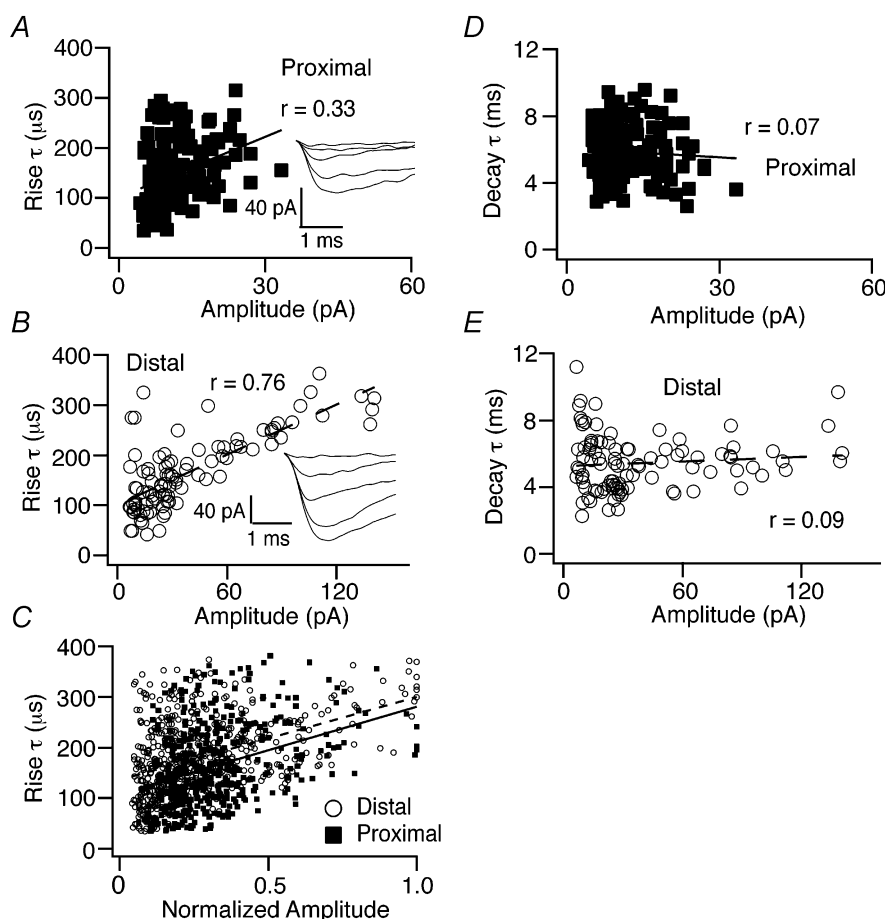 A
400
300
200
100
0
Rise τ (μs)
Proximal
r = 0.33
40 pA
1 ms
0 30 60
Amplitude (pA)
D
12
8
4
0
Decay τ (ms)
r = 0.07
Proximal
0 30 60
Amplitude (pA)
B
400
300
200
100
0
Rise τ (μs)
Distal
r = 0.76
40 pA
1 ms
0 60 120
Amplitude (pA)
E
12
8
4
0
Decay τ (ms)
Distal
r = 0.09
0 60 120
Amplitude (pA)
C
400
300
200
100
0
Rise τ (μs)
Distal
Proximal
0 0.5 1.0
Normalized Amplitude